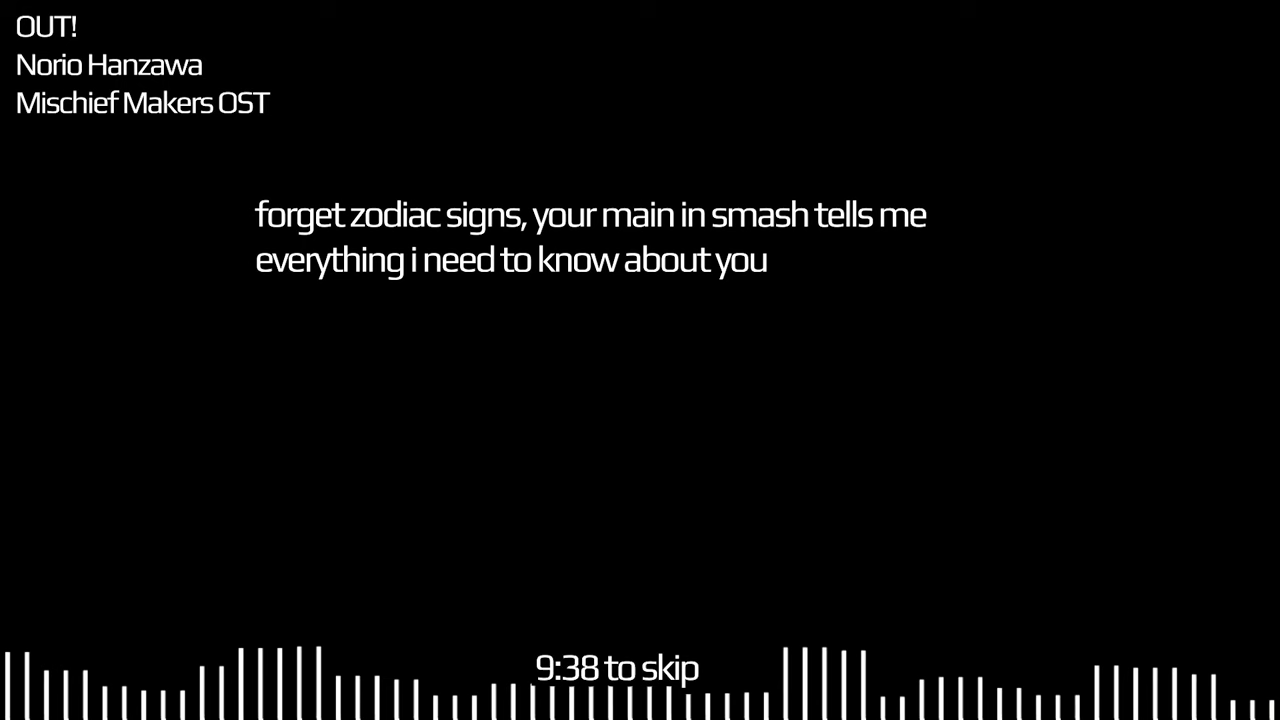 OUT!
Norio Hanzawa
Mischief Makers OST
forget zodiac signs, your main in smash tells me
everything i need to know about you
9:38 to skip